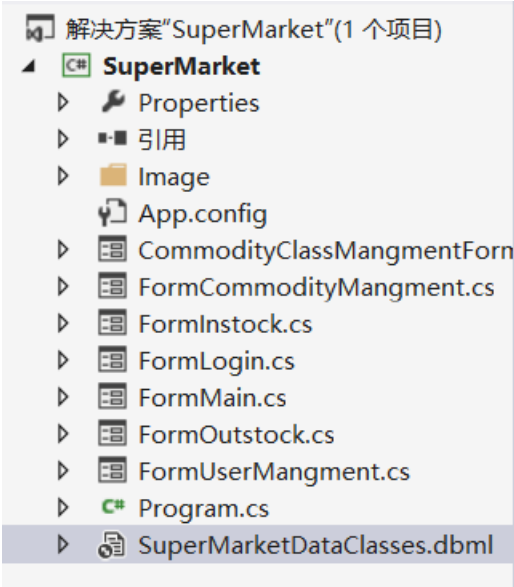 解决方案“SuperMarket”(1 个项目)
C# SuperMarket
Properties
引用
Image
App.config
CommodityClassMangmentForm
FormCommodityMangment.cs
FormInstock.cs
FormLogin.cs
FormMain.cs
FormOutstock.cs
FormUserMangment.cs
C# Program.cs
SuperMarketDataClasses.dbml